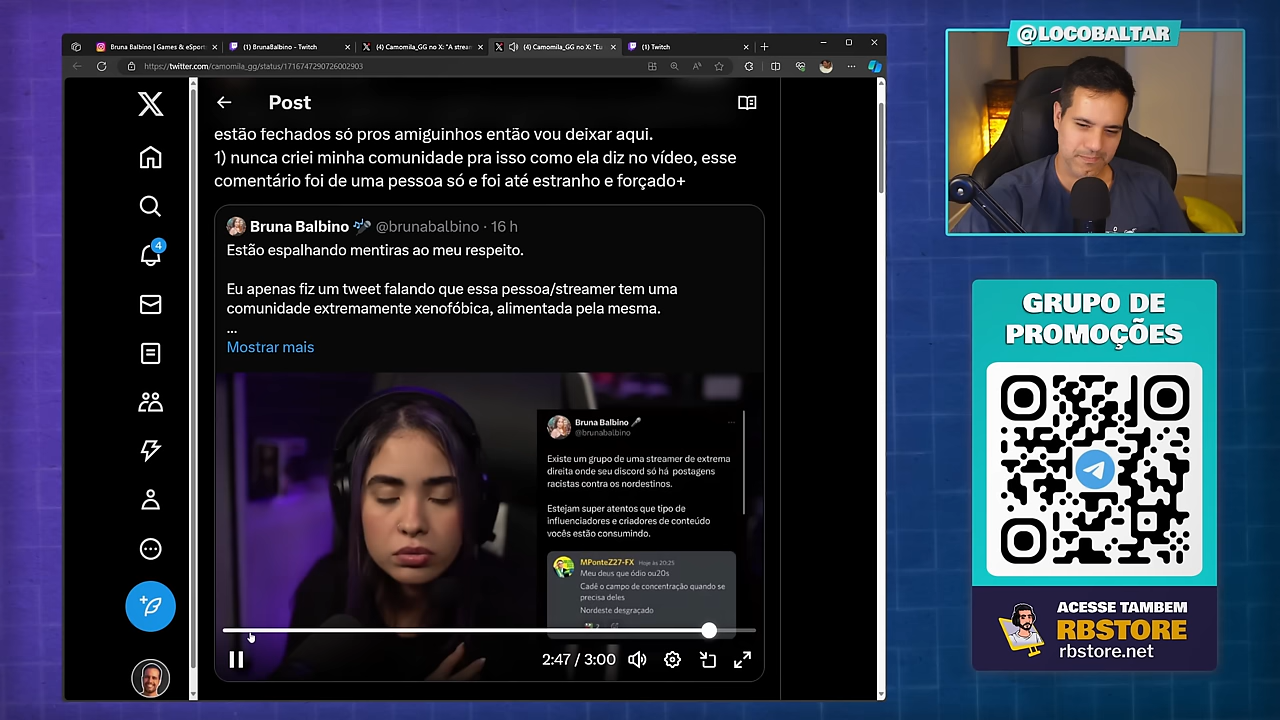 Bruna Balbino | Games & eSport
(1) BrunaBalbino - Twitch
(4) Camomila_GG no X: "A strean
(4) Camomila_GG no X: "Eu
(1) Twitch
https://twitter.com/camomila_gg/status/1716747290726002903
@LOCOBALTAR
Post
estão fechados só pros amiguinhos então vou deixar aqui.
1) nunca criei minha comunidade pra isso como ela diz no vídeo, esse
comentário foi de uma pessoa só e foi até estranho e forçado+
4
Bruna Balbino @brunabalbino · 16 h
Estão espalhando mentiras ao meu respeito.
Eu apenas fiz um tweet falando que essa pessoa/streamer tem uma
comunidade extremamente xenofóbica, alimentada pela mesma.
...
Mostrar mais
Bruna Balbino
@brunabalbino
Existe um grupo de uma streamer de extrema
direita onde seu discord só há postagens
racistas contra os nordestinos.
Estejam super atentos que tipo de
influenciadores e criadores de conteúdo
vocês estão consumindo.
MPonteZ27-FX Hoje às 20:25
Meu deus que ódio ou20s
Cadê o campo de concentração quando se
precisa deles
Nordeste desgraçado
2:47 / 3:00
GRUPO DE
PROMOÇÕES
ACESSE TAMBEM
RBSTORE
rbstore.net